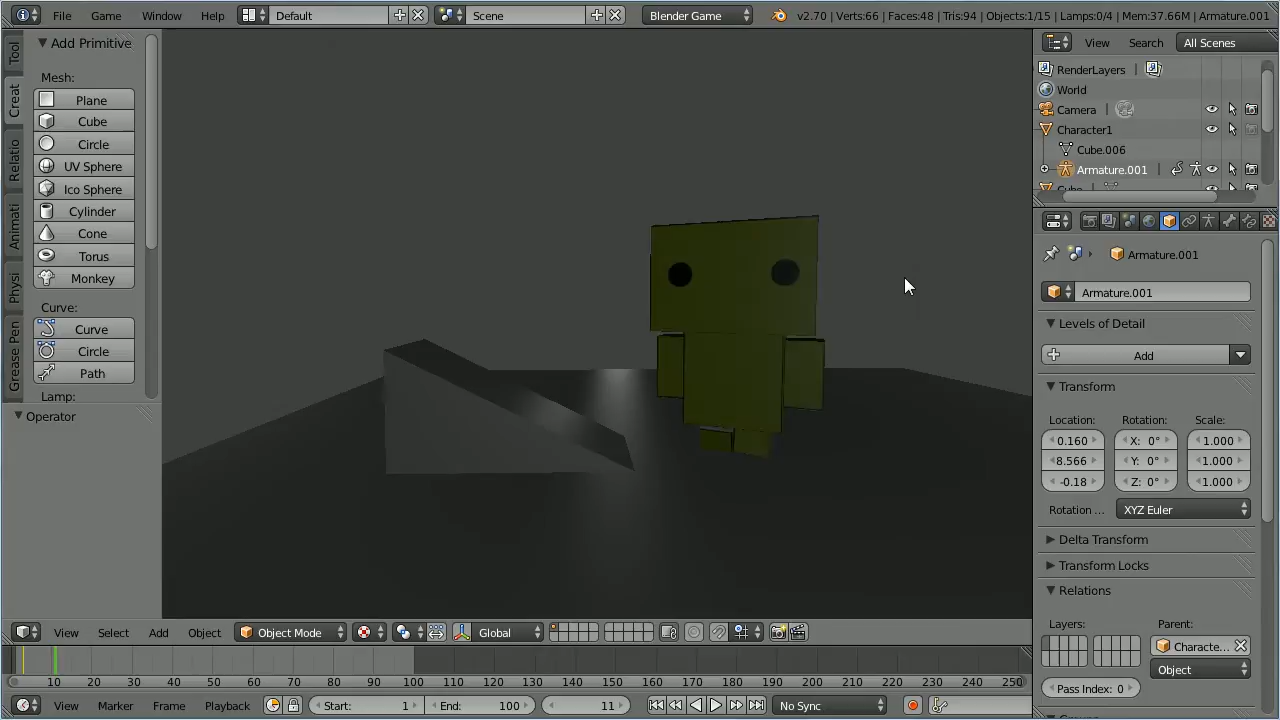 File Game Window Help Default Scene Blender Game v2.70 | Verts:66 | Faces:48 | Tris:94 | Objects:1/15 | Lamps:0/4 | Mem:37.66M | Armature.001
Tool
Creat
Relatio
Animati
Physi
Grease Pen
Add Primitive
Mesh:
Plane
Cube
Circle
UV Sphere
Ico Sphere
Cylinder
Cone
Torus
Monkey
Curve:
Curve
Circle
Path
Lamp:
Operator
View Search All Scenes
RenderLayers
World
Camera
Character1
Cube.006
Armature.001
Armature.001
Armature.001
Levels of Detail
Add
Transform
Location: Rotation: Scale:
0.160 X: 0° 1.000
8.566 Y: 0° 1.000
-0.18 Z: 0° 1.000
Rotation ... XYZ Euler
Delta Transform
Transform Locks
Relations
Layers: Parent:
Characte...
Object
Pass Index: 0
View Select Add Object Object Mode Global
10 20 30 40 50 60 70 80 90 100 110 120 130 140 150 160 170 180 190 200 210 220 230 240 250
View Marker Frame Playback Start: 1 End: 100 11 No Sync